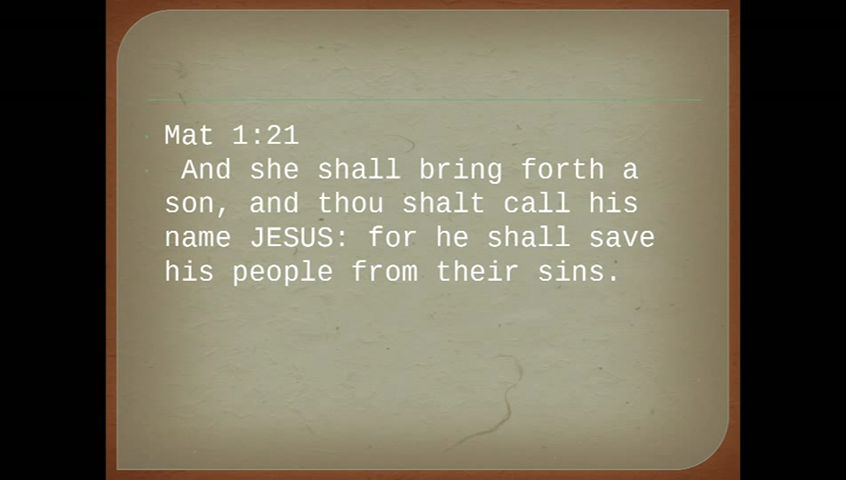 Mat 1:21
And she shall bring forth a
son, and thou shalt call his
name JESUS: for he shall save
his people from their sins.